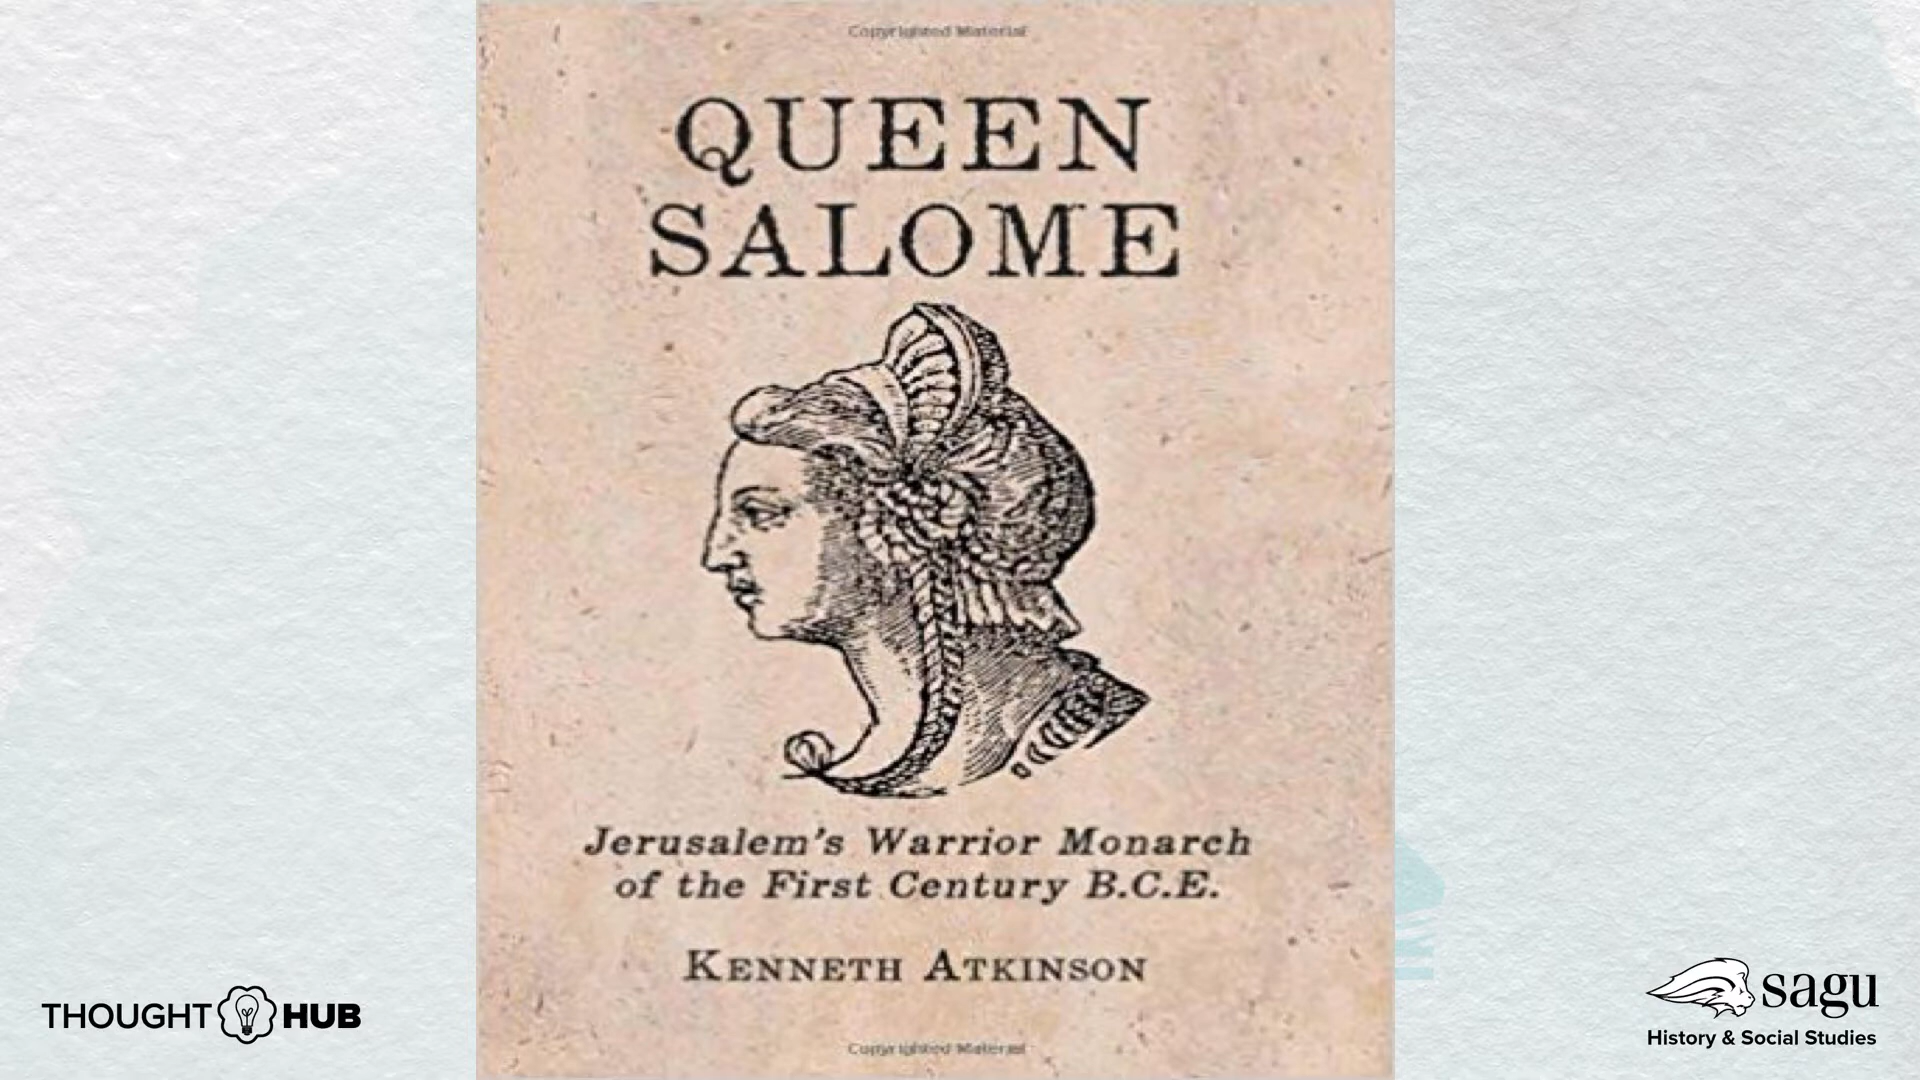 Copyrighted Material
QUEEN
SALOME
Jerusalem's Warrior Monarch
of the First Century B.C.E.
KENNETH ATKINSON
Copyrighted Material
THOUGHT HUB
sagu
History & Social Studies